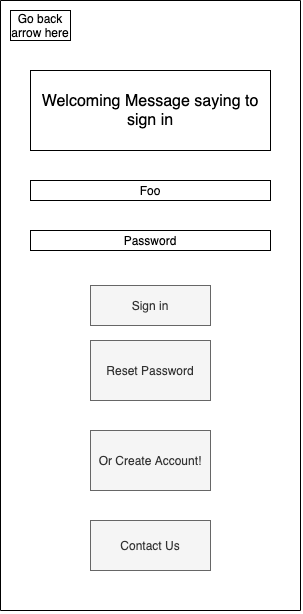 Go back
arrow here
Welcoming Message saying to
sign in
Foo
Password
Sign in
Reset Password
Or Create Account!
Contact Us